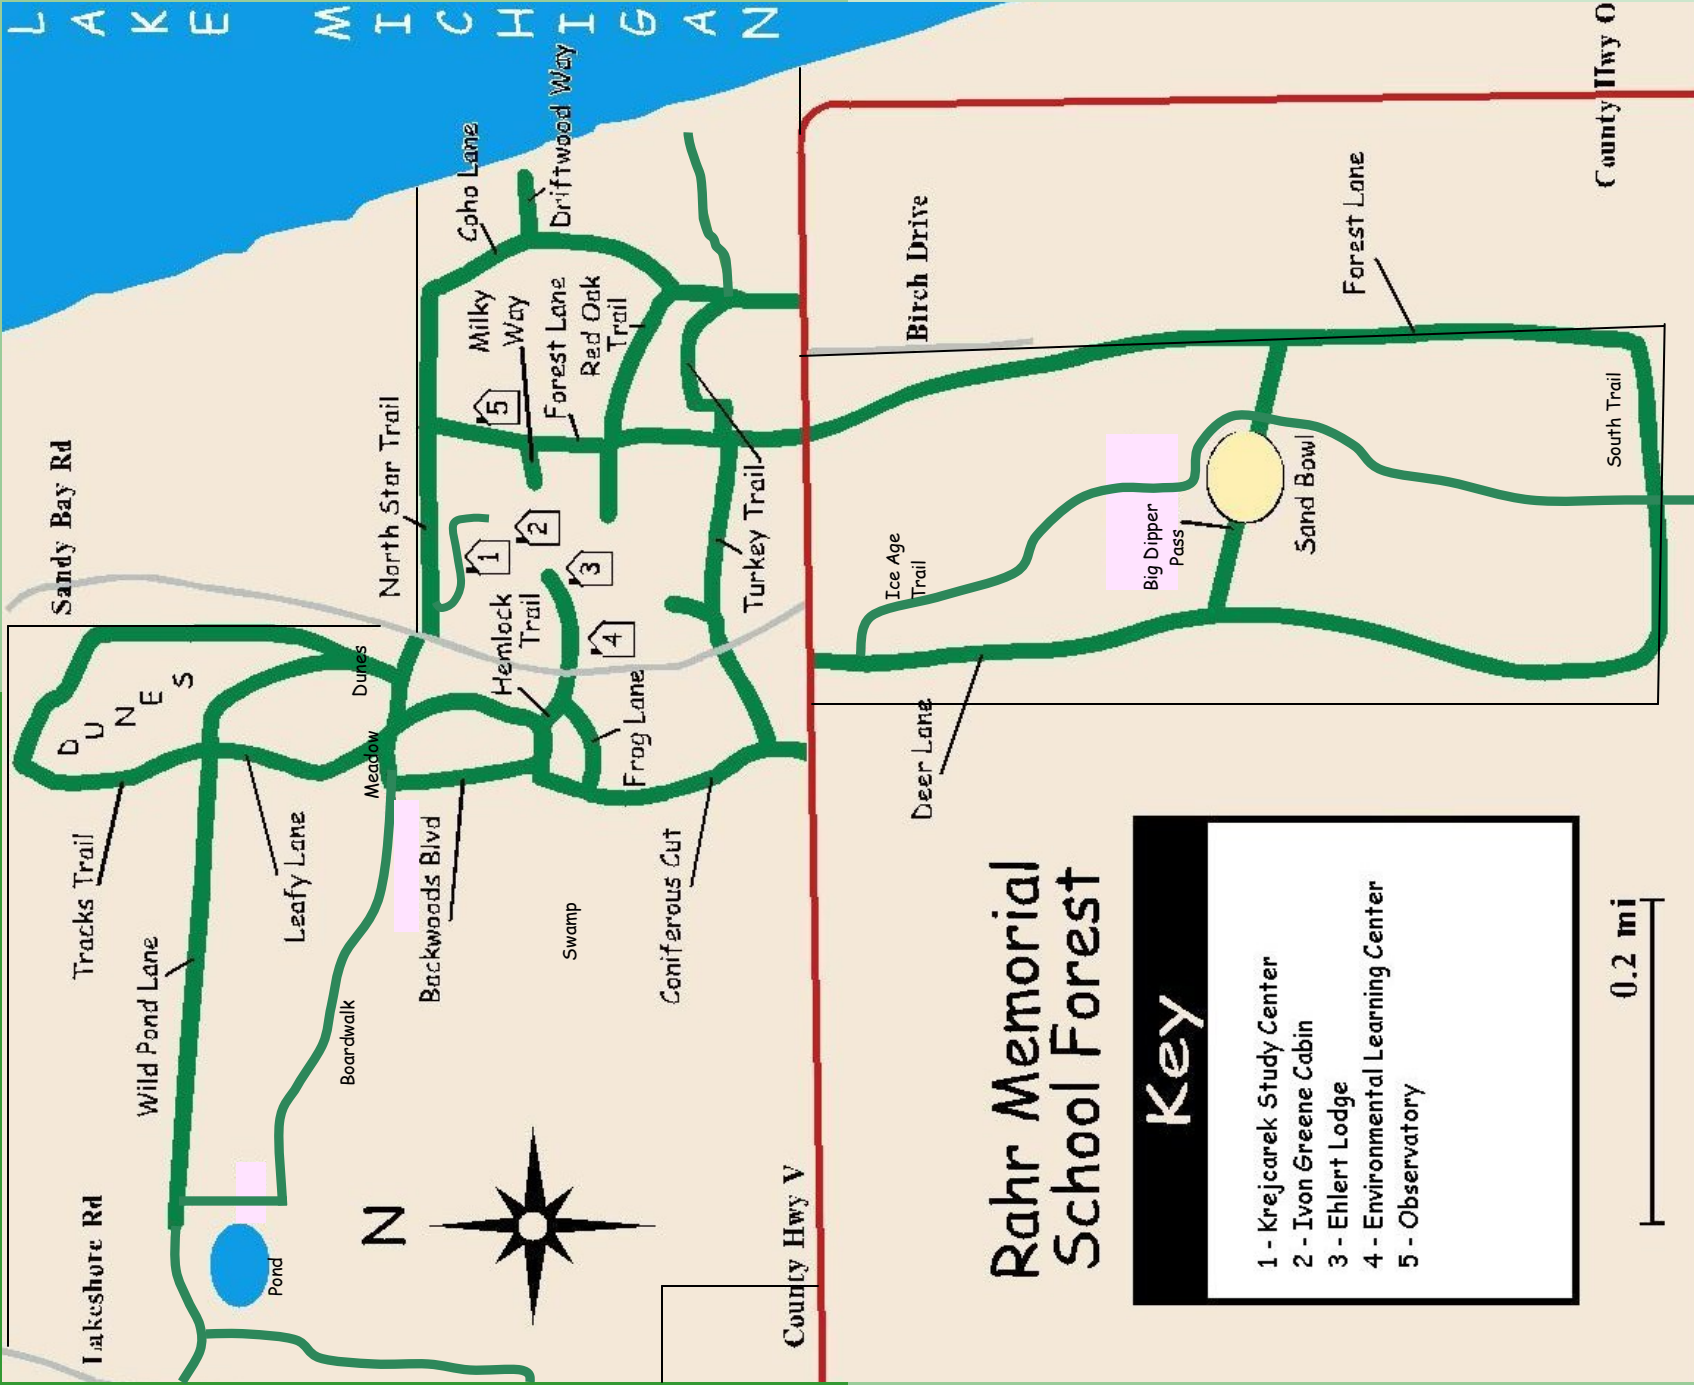 LAKE MICHIGAN
Sandy Bay Rd
Coho Lane
Driftwood Way
North Star Trail
Milky
Way
Forest Lane
Red Oak
Trail
5
2
1
3
4
Hemlock
Trail
Frog Lane
Turkey Trail
DUNES
Dunes
Meadow
Tracks Trail
Leafy Lane
Wild Pond Lane
Backwoods Blvd
Boardwalk
Swamp
Coniferous Cut
Lakeshore Rd
Pond
N
County Hwy V
Birch Drive
County Hwy O
Forest Lane
South Trail
Ice Age
Trail
Big Dipper
Pass
Sand Bowl
Deer Lane
Rahr Memorial
School Forest
Key
1 - Krejcarek Study Center
2 - Ivon Greene Cabin
3 - Ehlert Lodge
4 - Environmental Learning Center
5 - Observatory
0.2 mi